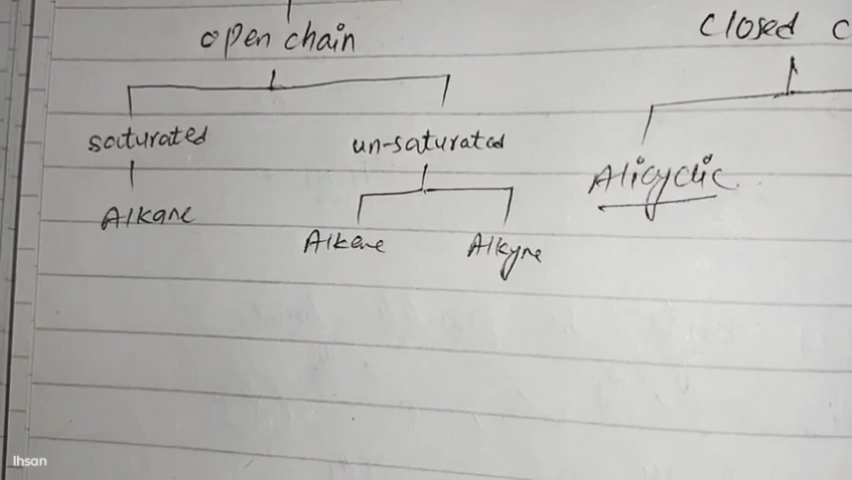 open chain
closed c
saturated
un-saturated
Alicyclic
Alkane
Alkene
Alkyne
Ihsan